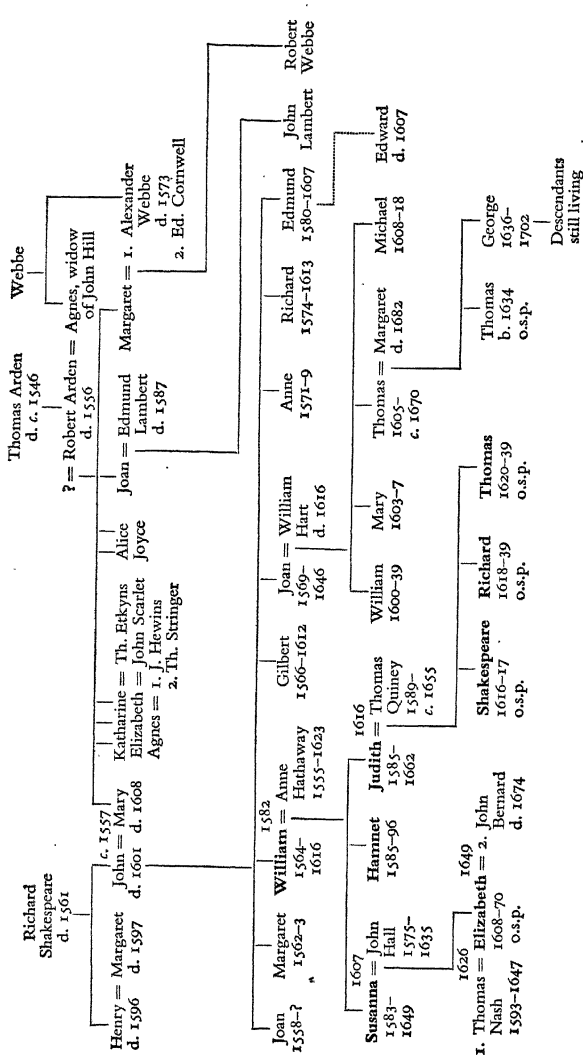 Richard
Shakespeare
d. 1561
Thomas Arden
d. c. 1546
Webbe
Henry = Margaret
d. 1596 d. 1597
c. 1557
John = Mary
d. 1601 d. 1608
Katharine = Th. Etkyns
Elizabeth = John Scarlet
Agnes = 1. J. Hewins
2. Th. Stringer
Alice
Joyce
? = Robert Arden = Agnes, widow
d. 1556 of John Hill
Joan = Edmund
Lambert
d. 1587
Margaret = 1. Alexander
Webbe
d. 1573
2. Ed. Cornwell
Joan
1558–?
Margaret
1562–3
1582
William = Anne
1564– Hathaway
1616 1555–1623
Gilbert
1566–1612
Joan = William
1569– Hart
1646 d. 1616
Anne
1571–9
Richard
1574–1613
Edmund
1580–1607
John
Lambert
Robert
Webbe
1607
Susanna = John
1583– Hall
1649 1575–
1635
Hamnet
1585–96
1616
Judith = Thomas
1585– Quiney
1662 1589–
c. 1655
William
1600–39
Mary
1603–7
Thomas = Margaret
1605– d. 1682
c. 1670
Michael
1608–18
Edward
d. 1607
1626 1649
1. Thomas = Elizabeth = 2. John
Nash 1608–70 Bernard
1593–1647 o.s.p. d. 1674
Shakespeare
1616–17
o.s.p.
Richard
1618–39
o.s.p.
Thomas
1620–39
o.s.p.
Thomas
b. 1634
o.s.p.
George
1636–
1702
Descendants
still living